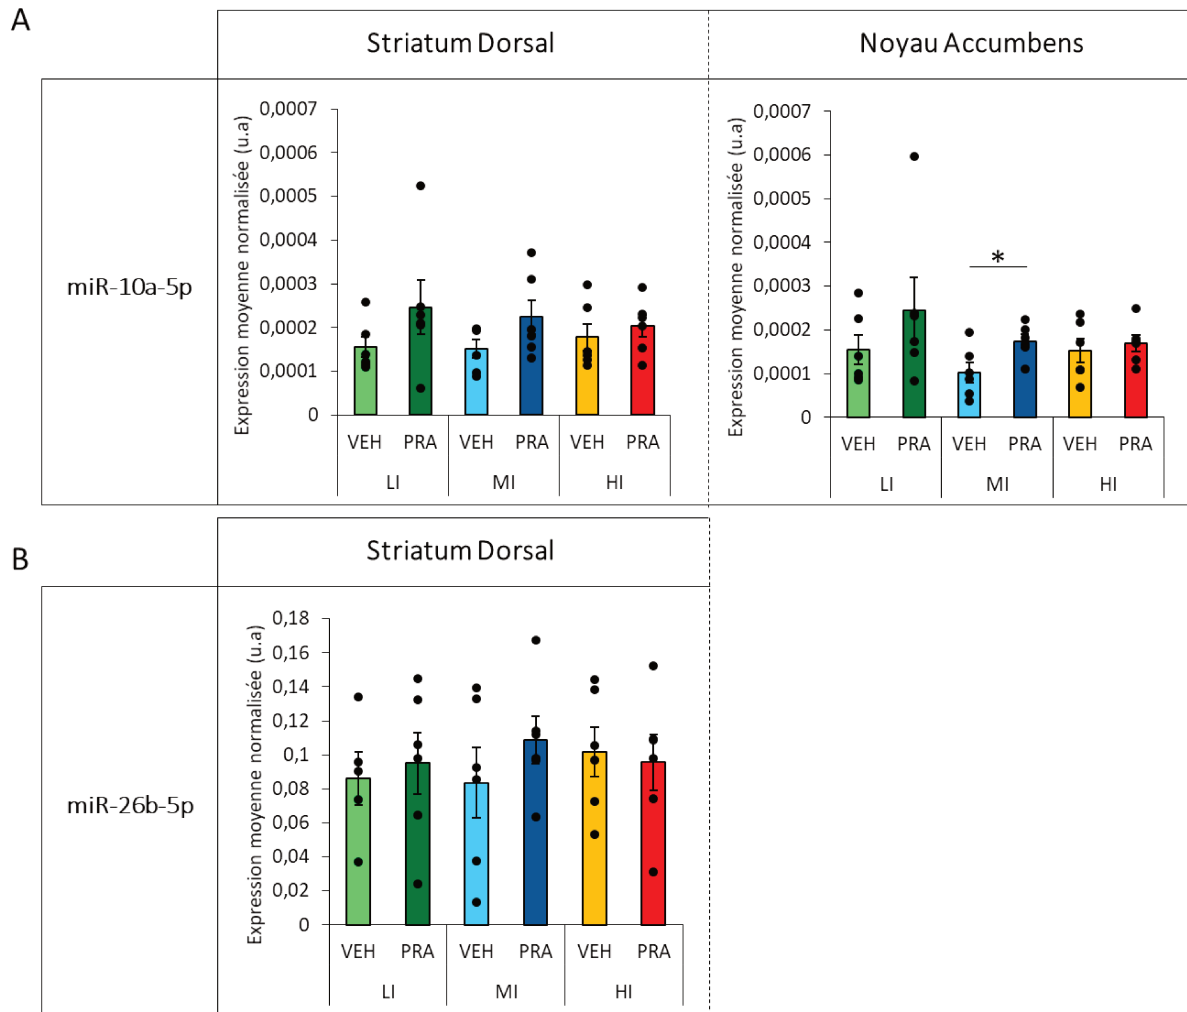 A
Striatum Dorsal
Noyau Accumbens
miR-10a-5p
Expression moyenne normalisée (u.a)
0,0007
0,0006
0,0005
0,0004
0,0003
0,0002
0,0001
0
VEH PRA VEH PRA VEH PRA
LI MI HI
Expression moyenne normalisée (u.a)
0,0007
0,0006
0,0005
0,0004
0,0003
0,0002
0,0001
0
*
VEH PRA VEH PRA VEH PRA
LI MI HI
B
Striatum Dorsal
miR-26b-5p
Expression moyenne normalisée (u.a)
0,18
0,16
0,14
0,12
0,1
0,08
0,06
0,04
0,02
0
VEH PRA VEH PRA VEH PRA
LI MI HI